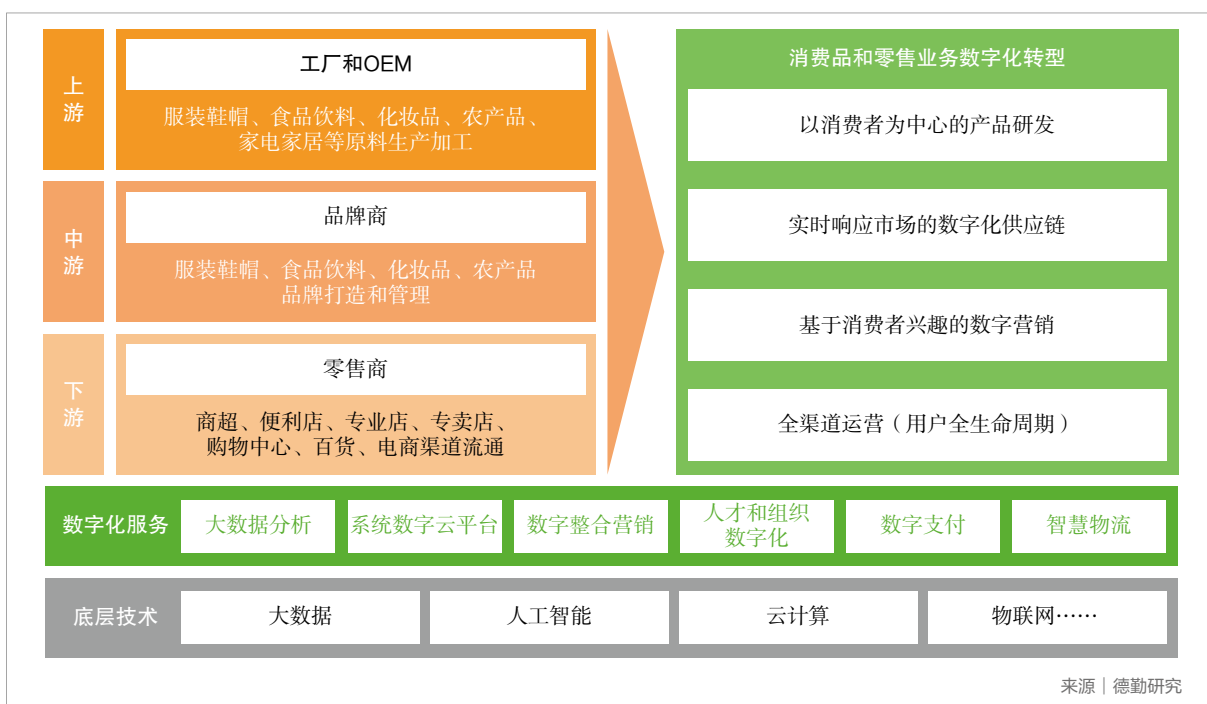 上
游
工厂和OEM
服装鞋帽、食品饮料、化妆品、农产品、
家电家居等原料生产加工
中
游
品牌商
服装鞋帽、食品饮料、化妆品、农产品
品牌打造和管理
下
游
零售商
商超、便利店、专业店、专卖店、
购物中心、百货、电商渠道流通
消费品和零售业务数字化转型
以消费者为中心的产品研发
实时响应市场的数字化供应链
基于消费者兴趣的数字营销
全渠道运营（用户全生命周期）
数字化服务
大数据分析
系统数字云平台
数字整合营销
人才和组织
数字化
数字支付
智慧物流
底层技术
大数据
人工智能
云计算
物联网……
来源｜德勤研究